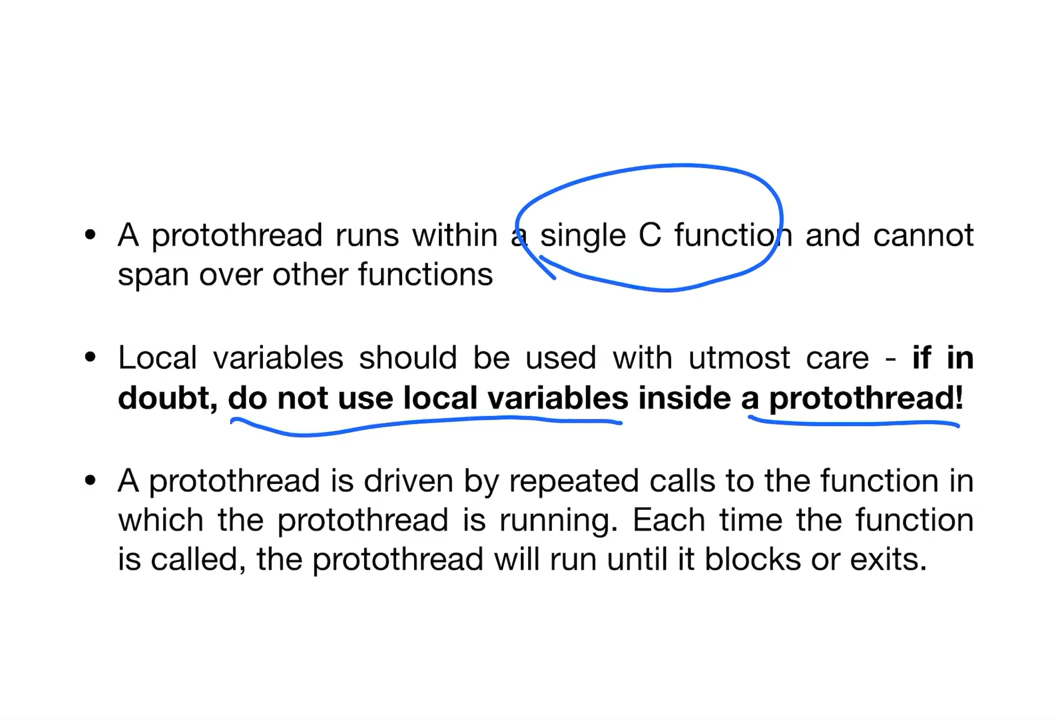 • A protothread runs within a single C function and cannot
span over other functions
• Local variables should be used with utmost care - if in
doubt, do not use local variables inside a protothread!
• A protothread is driven by repeated calls to the function in
which the protothread is running. Each time the function
is called, the protothread will run until it blocks or exits.